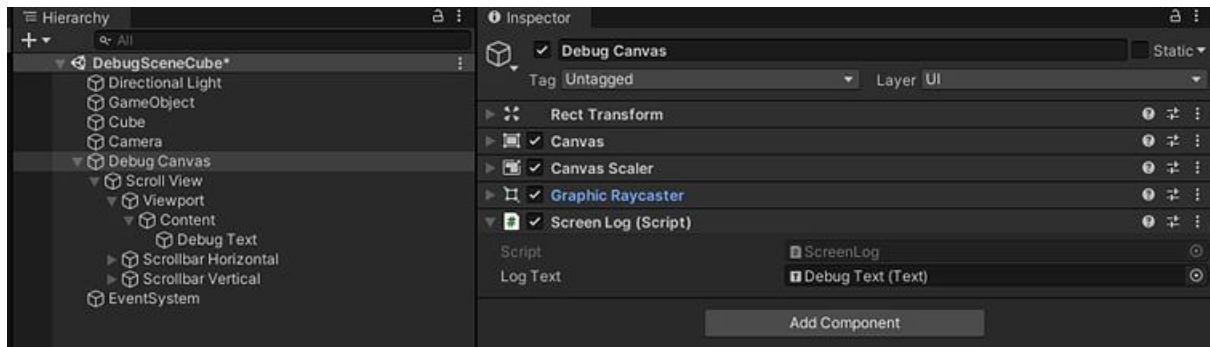 Hierarchy
All
DebugSceneCube*
Directional Light
GameObject
Cube
Camera
Debug Canvas
Scroll View
Viewport
Content
Debug Text
Scrollbar Horizontal
Scrollbar Vertical
EventSystem
Inspector
Debug Canvas
Static
Tag Untagged
Layer UI
Rect Transform
Canvas
Canvas Scaler
Graphic Raycaster
Screen Log (Script)
Script ScreenLog
Log Text Debug Text (Text)
Add Component